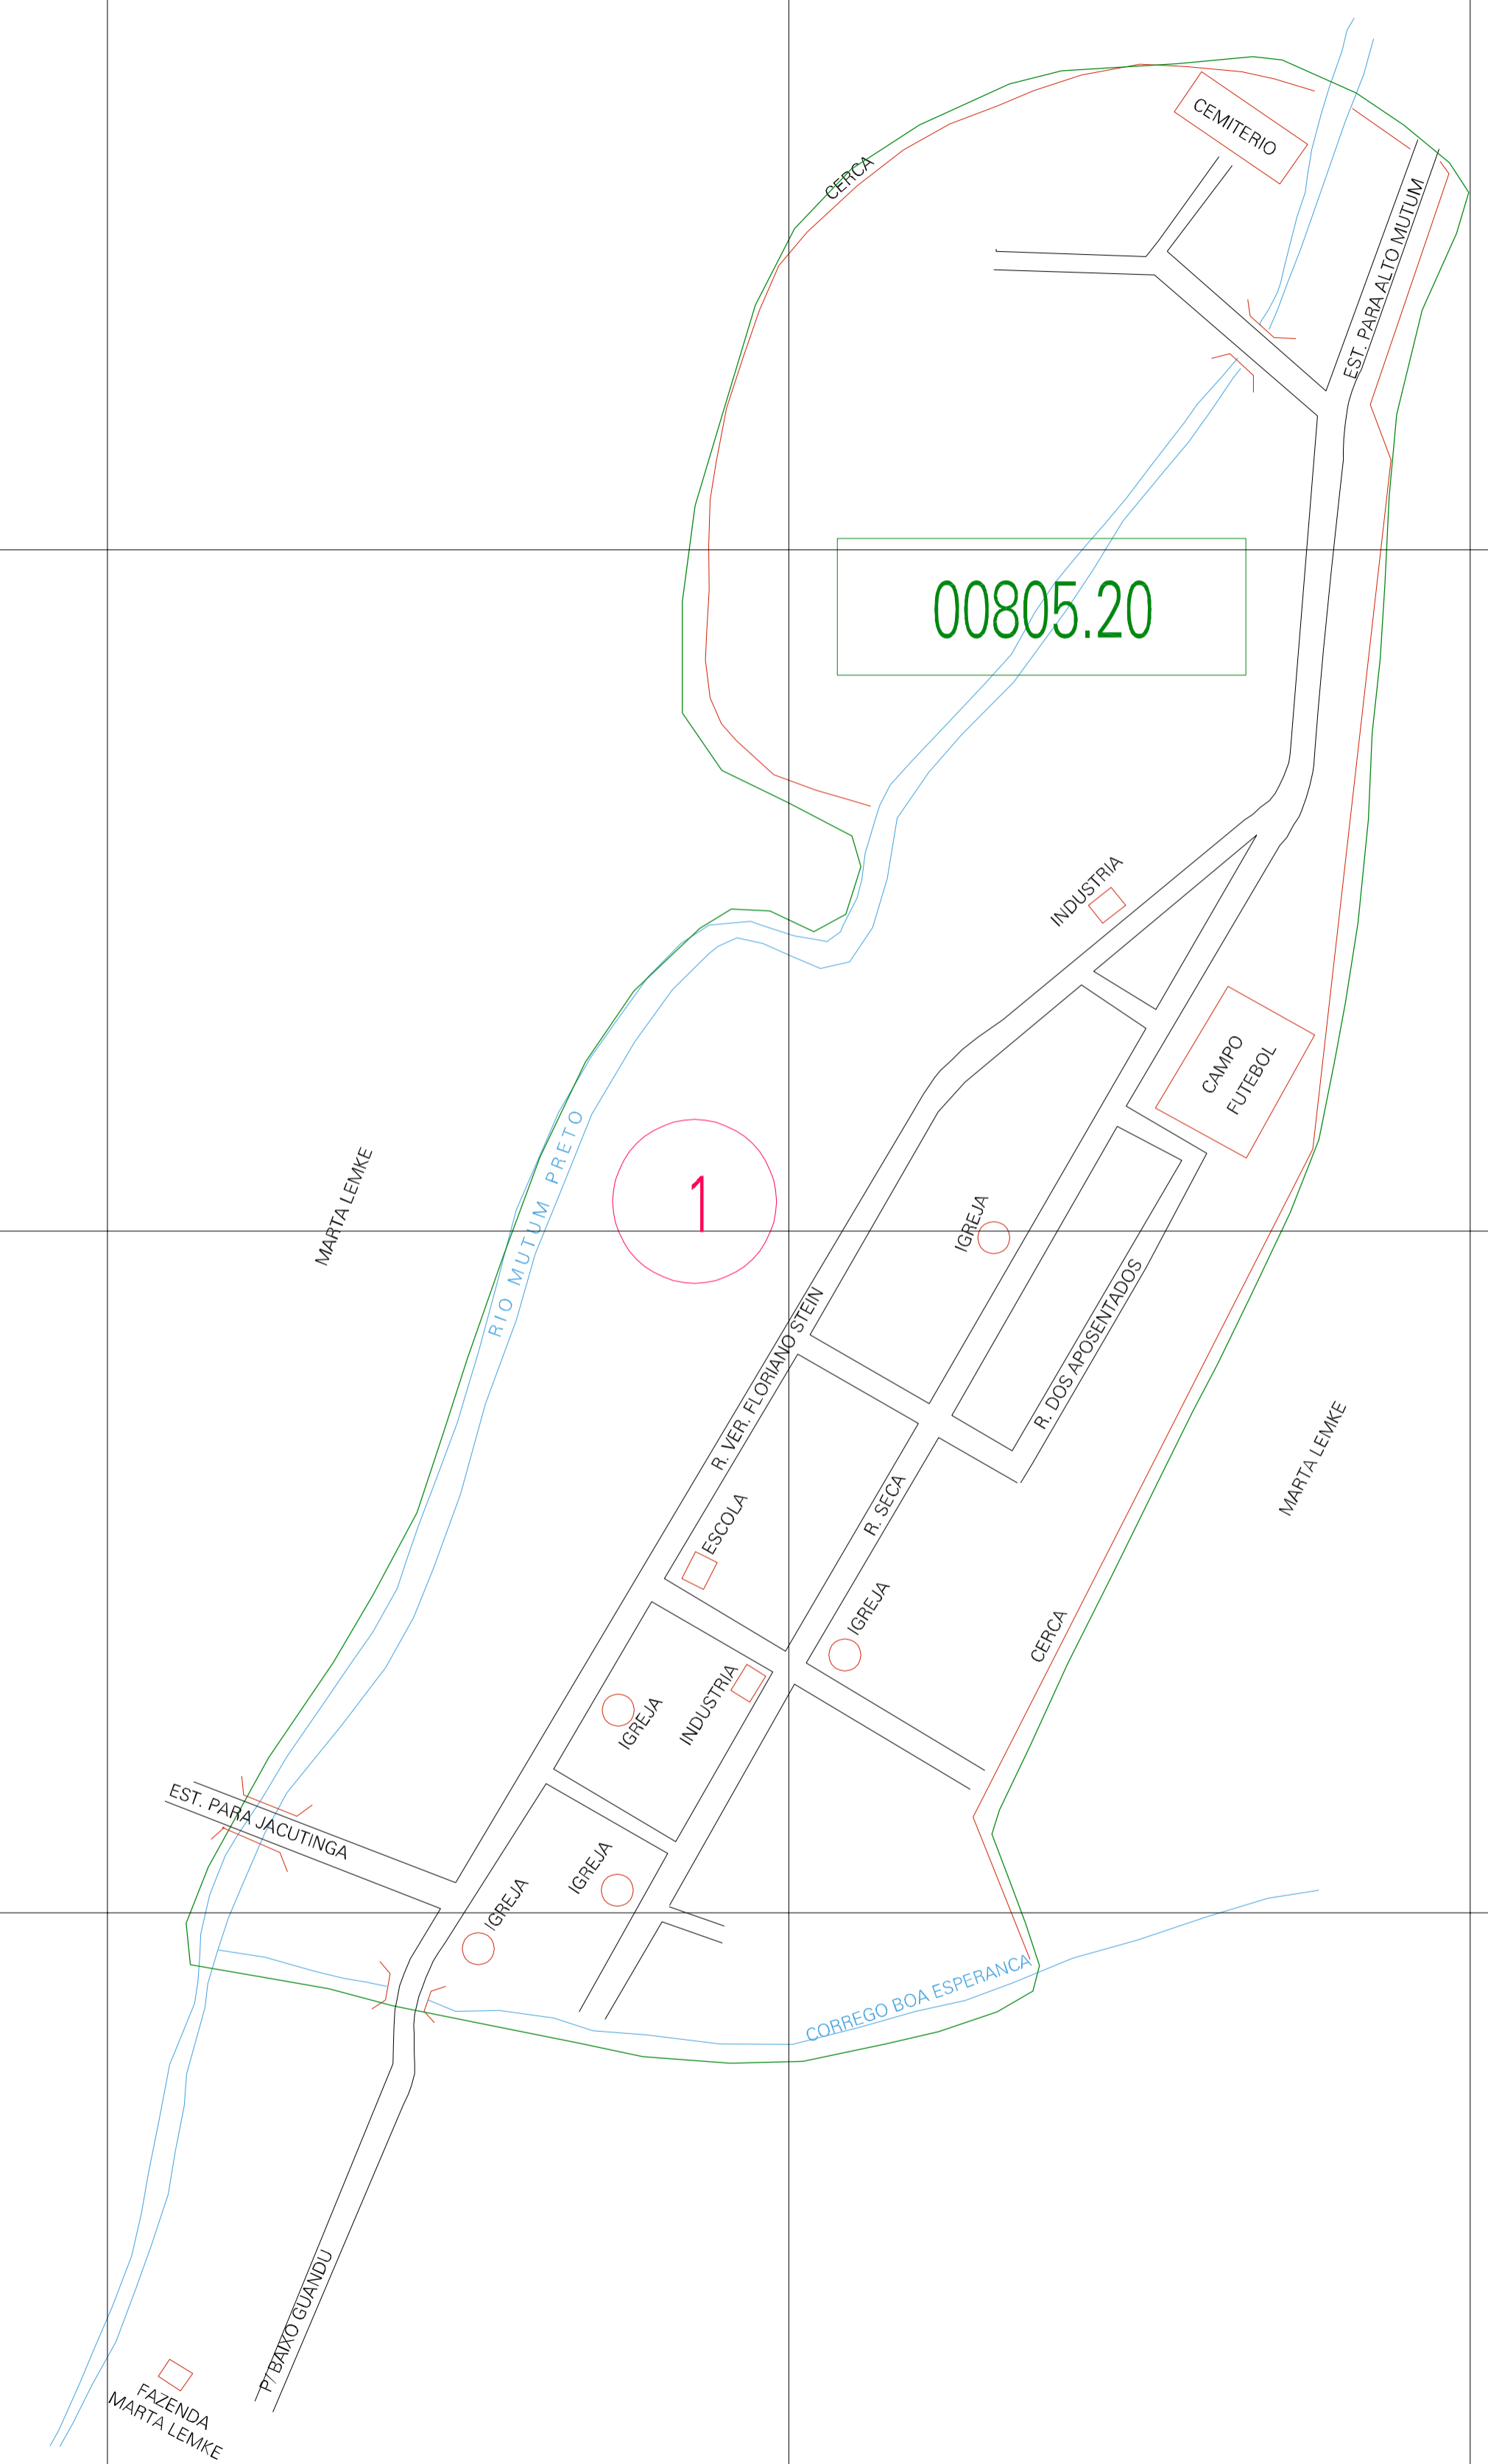 CEMITERIO
CERCA
EST. PARA ALTO MUTUM
00805.20
INDUSTRIA
CAMPO
FUTEBOL
RIO MUTUM PRETO
MARTA LEMKE
1
IGREJA
R. VER. FLORIANO STEIN
R. DOS APOSENTADOS
MARTA LEMKE
ESCOLA
R. SECA
IGREJA
CERCA
IGREJA
INDUSTRIA
EST. PARA JACUTINGA
IGREJA
IGREJA
CORREGO BOA ESPERANCA
P/ BAIXO GUANDU
FAZENDA
MARTA LEMKE